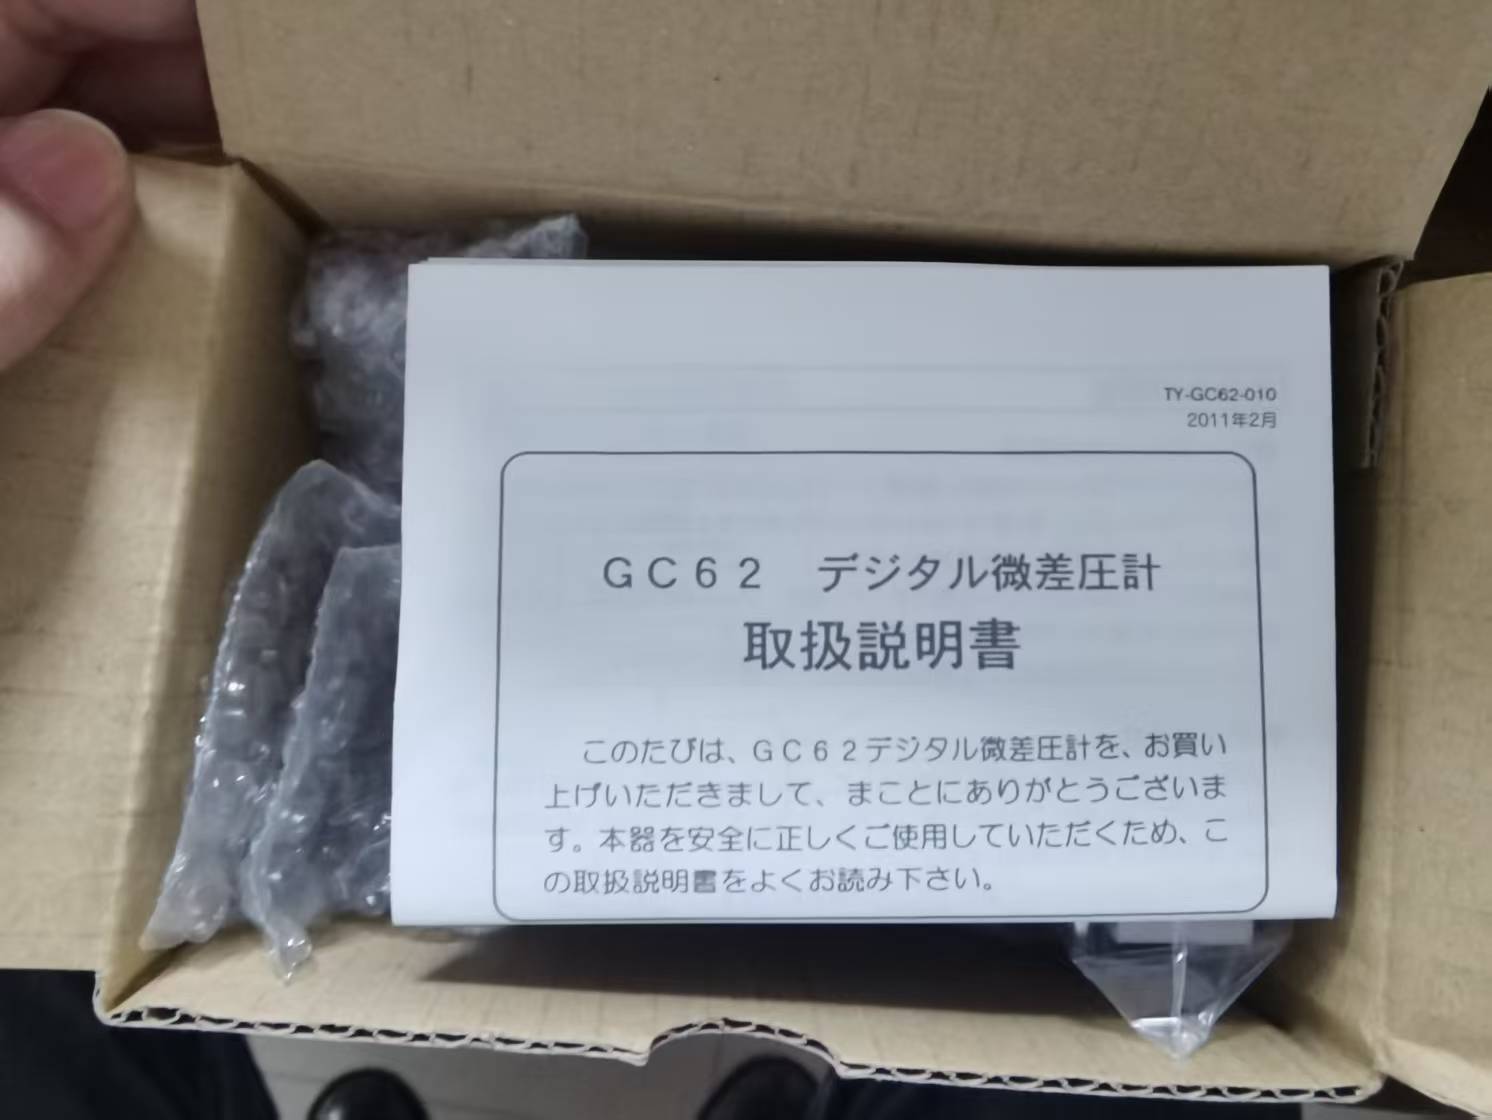 TY-GC62-010
2011年2月
GC62 デジタル微差圧計
取扱説明書
このたびは、GC62デジタル微差圧計を、お買い
上げいただきまして、まことにありがとうございま
す。本器を安全に正しくご使用していただくため、こ
の取扱説明書をよくお読み下さい。